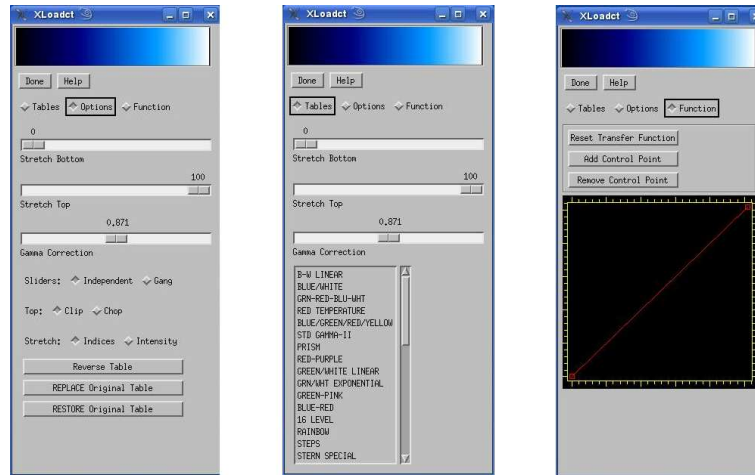 XLoadct
Done Help
Tables Options Function
0
Stretch Bottom
100
Stretch Top
0.871
Gamma Correction
Sliders: Independent Gang
Top: Clip Chop
Stretch: Indices Intensity
Reverse Table
REPLACE Original Table
RESTORE Original Table
XLoadct
Done Help
Tables Options Function
0
Stretch Bottom
100
Stretch Top
0.871
Gamma Correction
B-W LINEAR
BLUE/WHITE
GRN-RED-BLU-WHT
RED TEMPERATURE
BLUE/GREEN/RED/YELLOW
STD GAMMA-II
PRISM
RED-PURPLE
GREEN/WHITE LINEAR
GRN/WHT EXPONENTIAL
GREEN-PINK
BLUE-RED
16 LEVEL
RAINBOW
STEPS
STERN SPECIAL
XLoadct
Done Help
Tables Options Function
Reset Transfer Function
Add Control Point
Remove Control Point